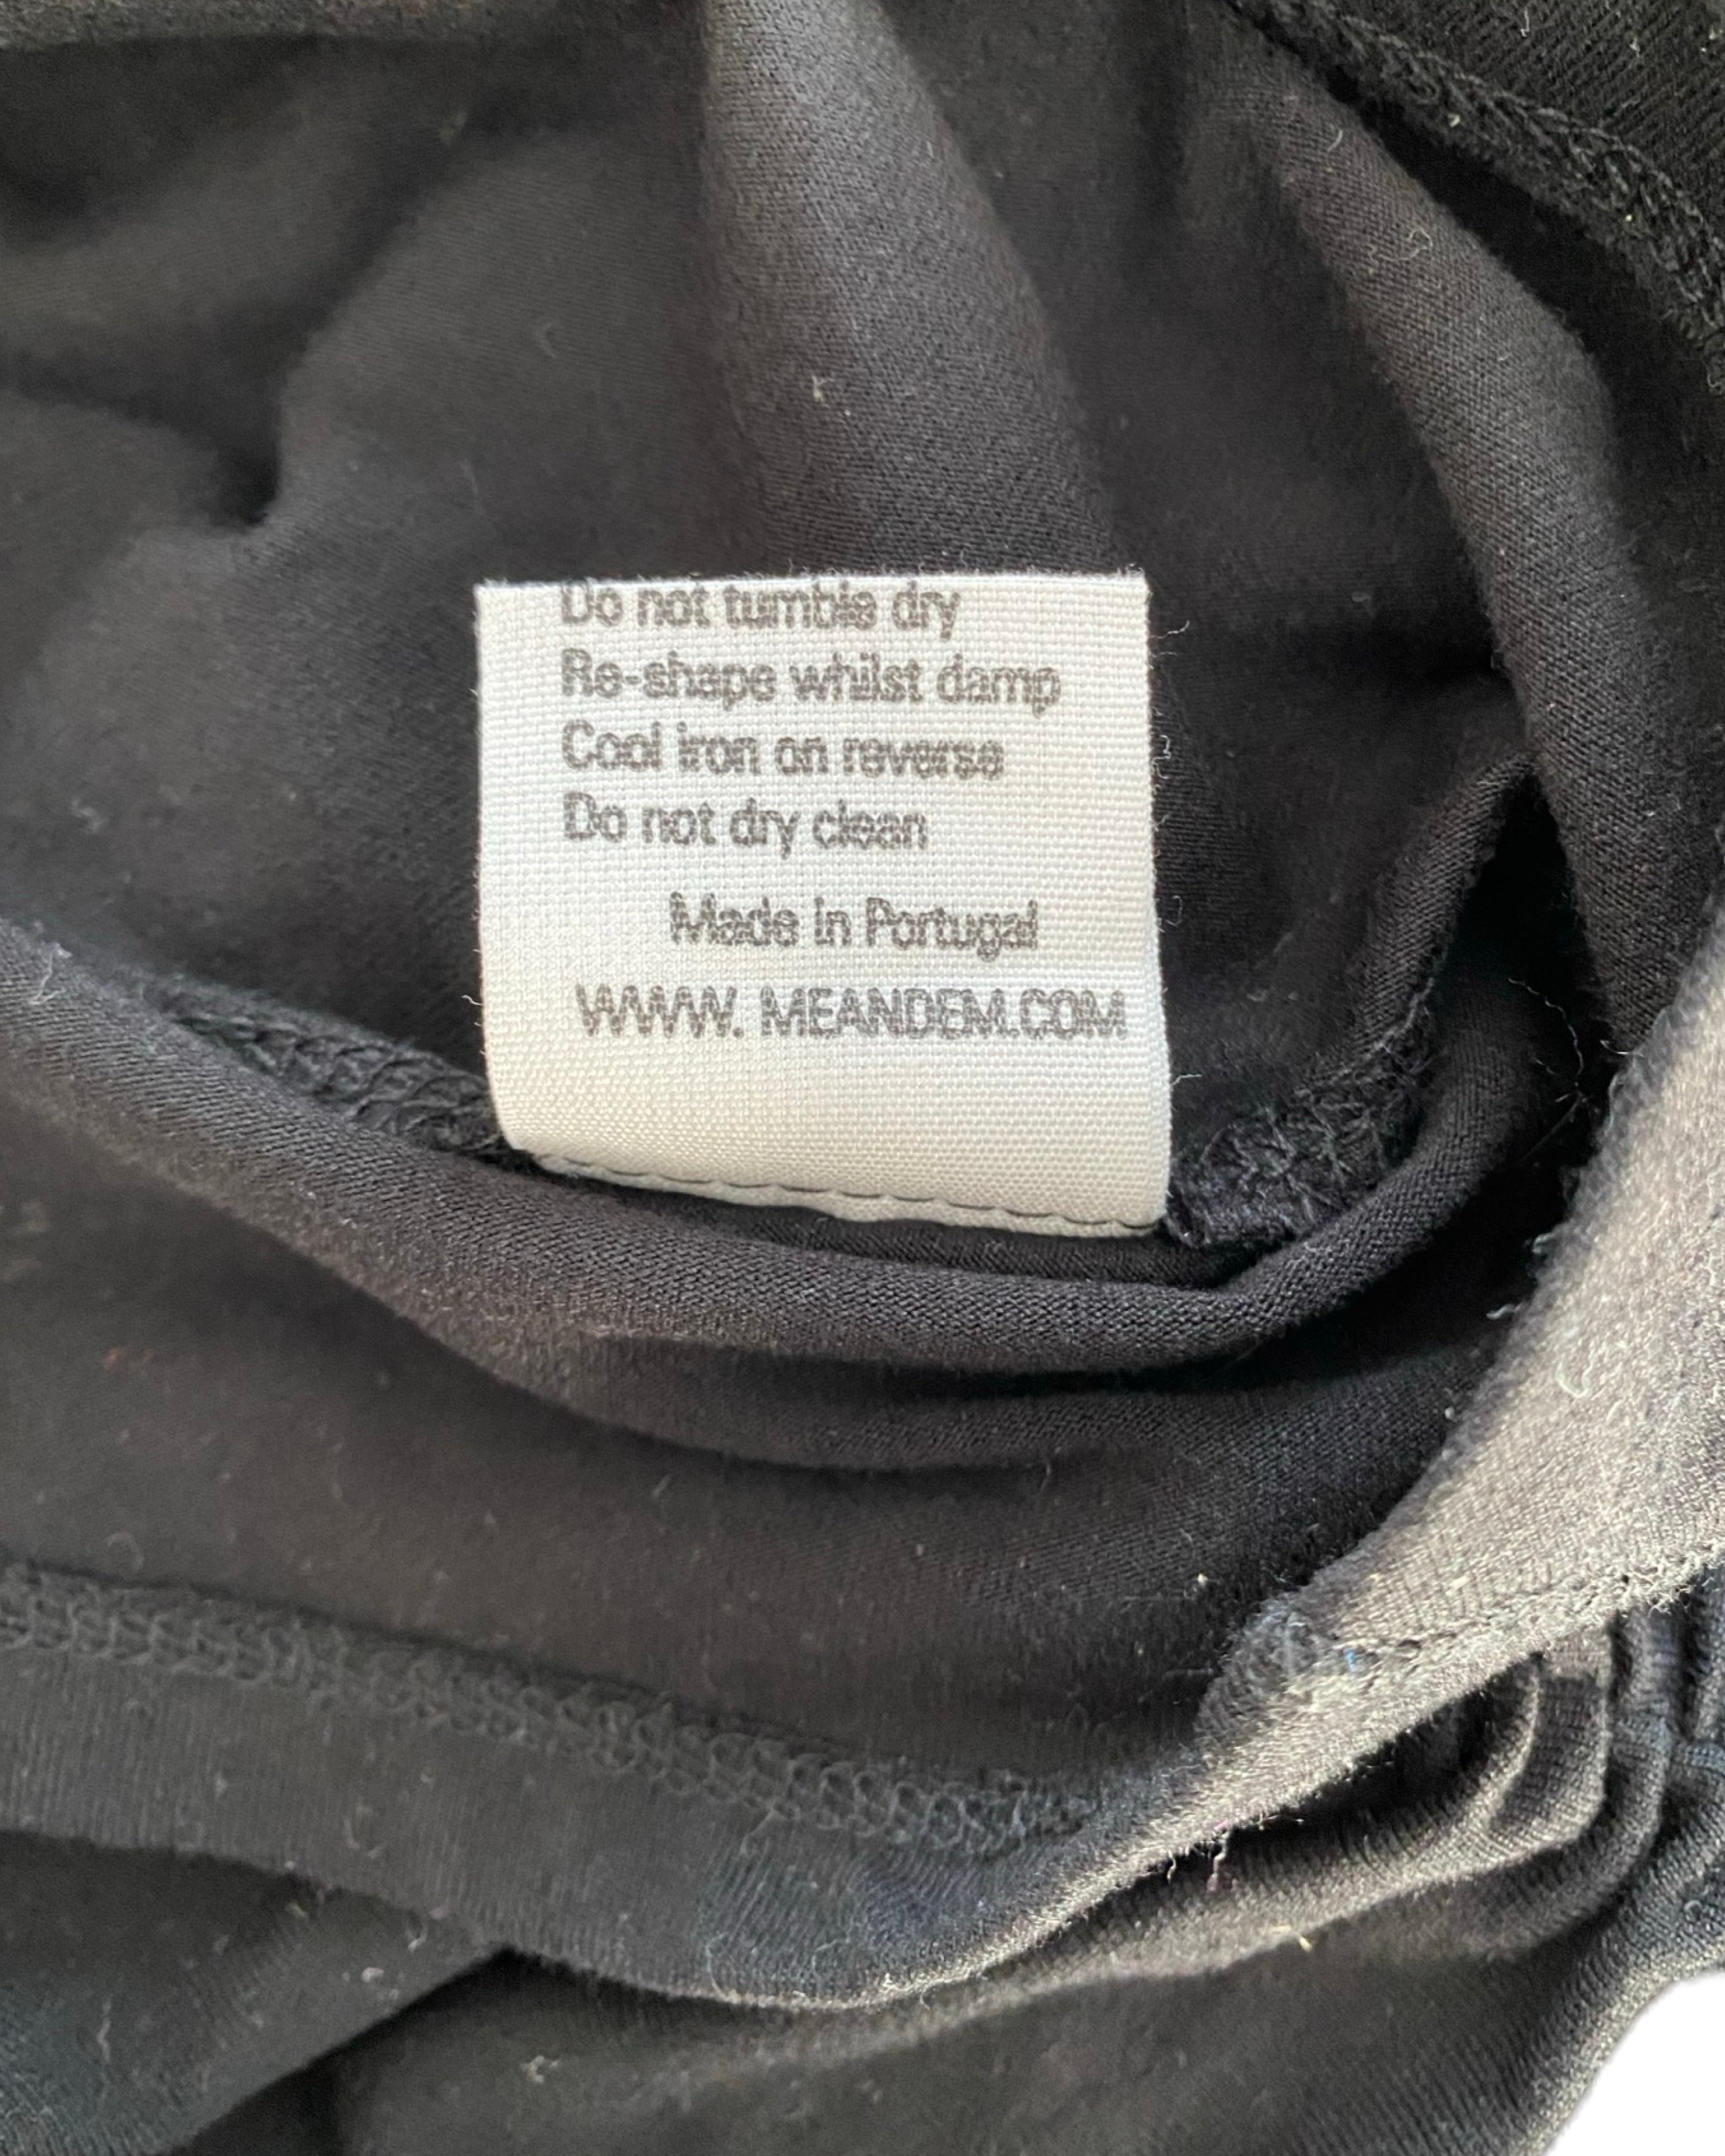 Do not tumble dry
Re-shape whilst damp
Cool iron on reverse
Do not dry clean
Made in Portugal
WWW. MEANDEM.COM